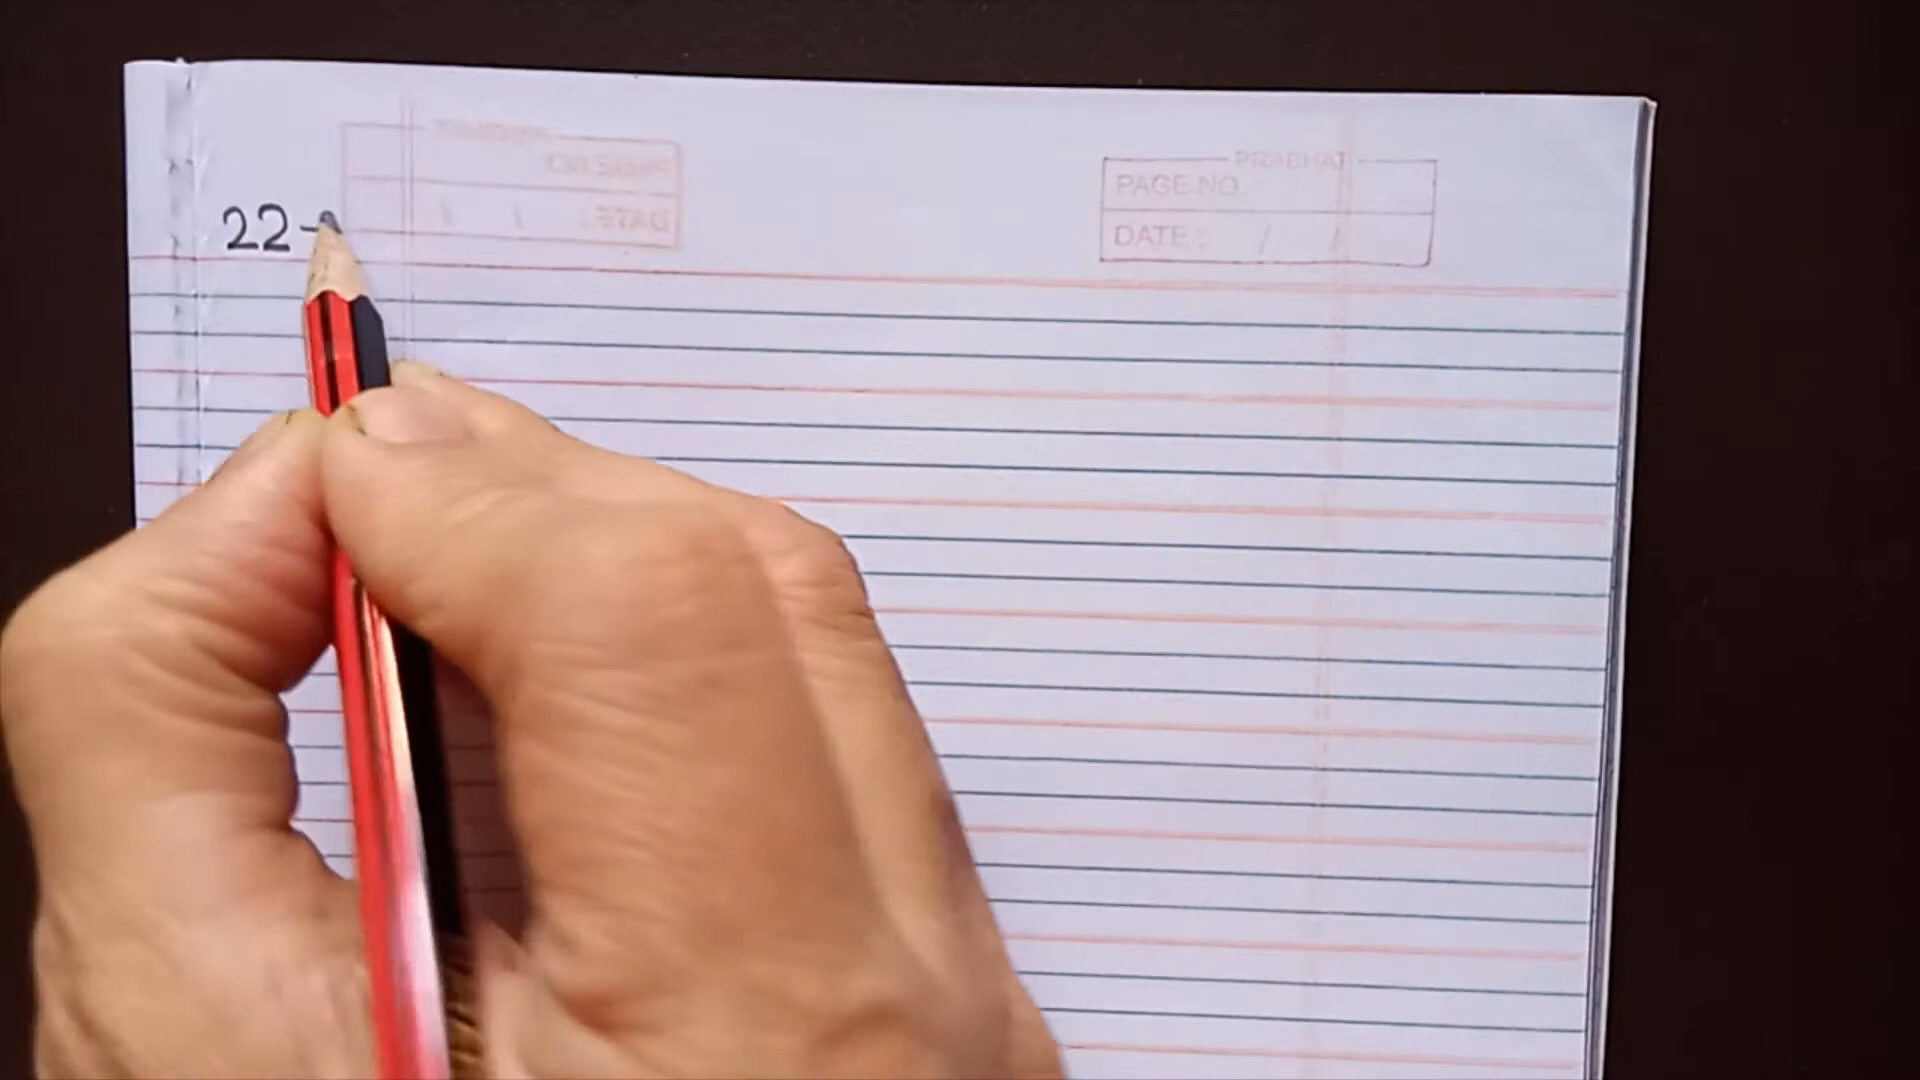 PRABHAT
PAGE NO.
DATE: / /
22-